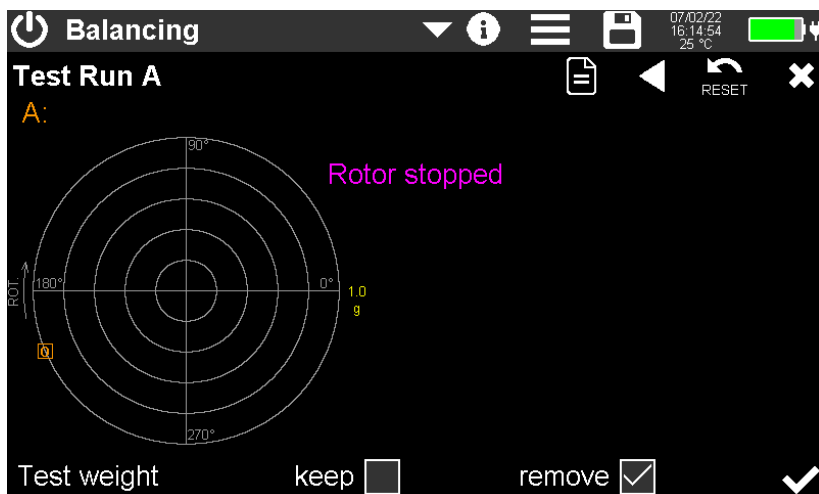 Balancing
07/02/22
16:14:54
25 °C
Test Run A
RESET
A:
90°
Rotor stopped
ROT.
180°
0°
1.0
g
0
270°
Test weight keep remove